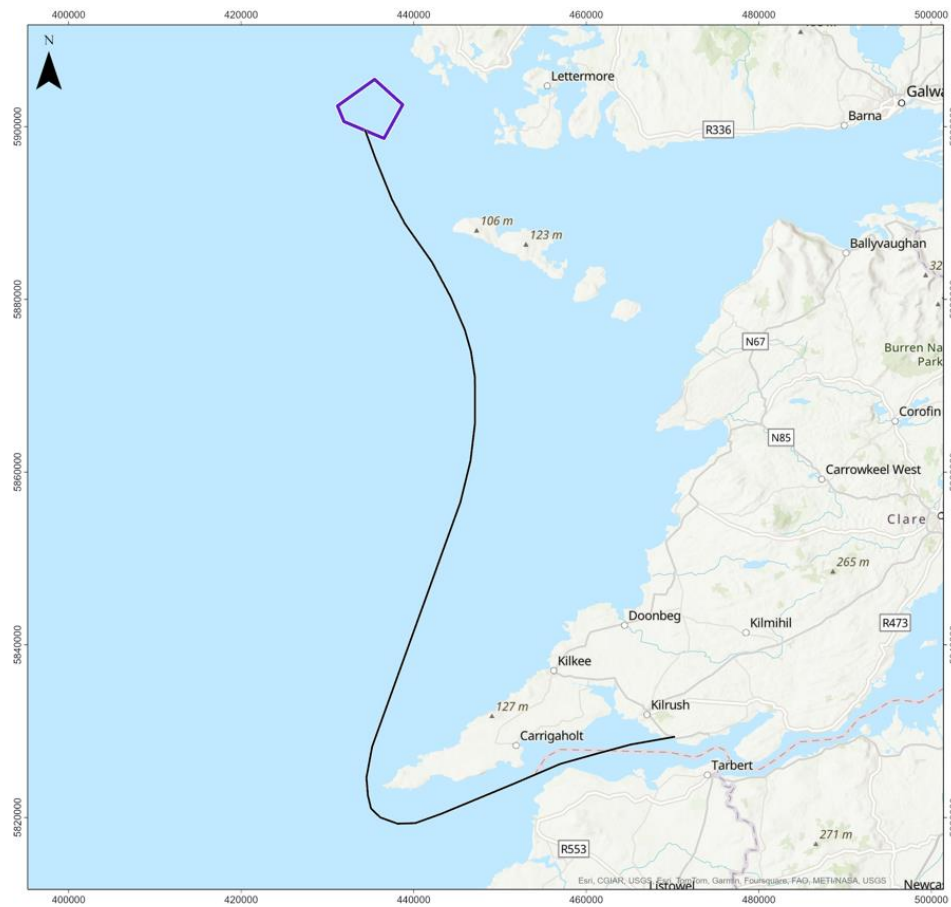 400000 420000 440000 460000 480000 500000
N
Lettermore
Galwa
Barna
R336
5900000
106 m
123 m
Ballyvaughan
32
5880000
N67
Burren Na
Park
Corofin
N85
5860000
Carrowkeel West
Clare
265 m
Doonbeg
Kilmihil
R473
5840000
Kilkee
127 m
Kilrush
Carrigaholt
Tarbert
5820000
271 m
R553
Esri, CGIAR, USGS, Esri, TomTom, Garmin, Foursquare, FAO, METI/NASA, USGS
Listowel
Newca
400000 420000 440000 460000 480000 500000